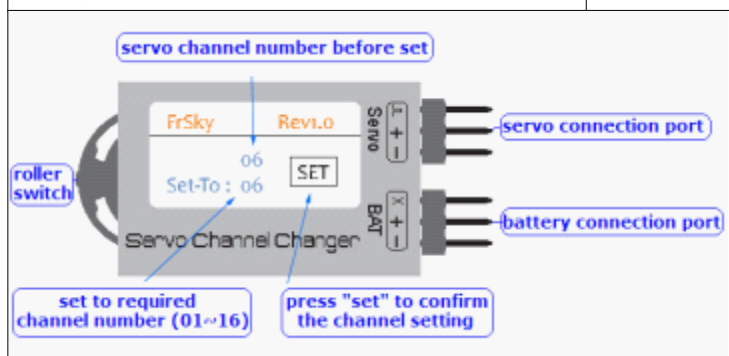 servo channel number before set
FrSky Rev1.0
06
Set-To : 06
SET
Servo
+
−
BAT
X
+
−
Servo Channel Changer
roller
switch
servo connection port
battery connection port
set to required
channel number (01~16)
press "set" to confirm
the channel setting